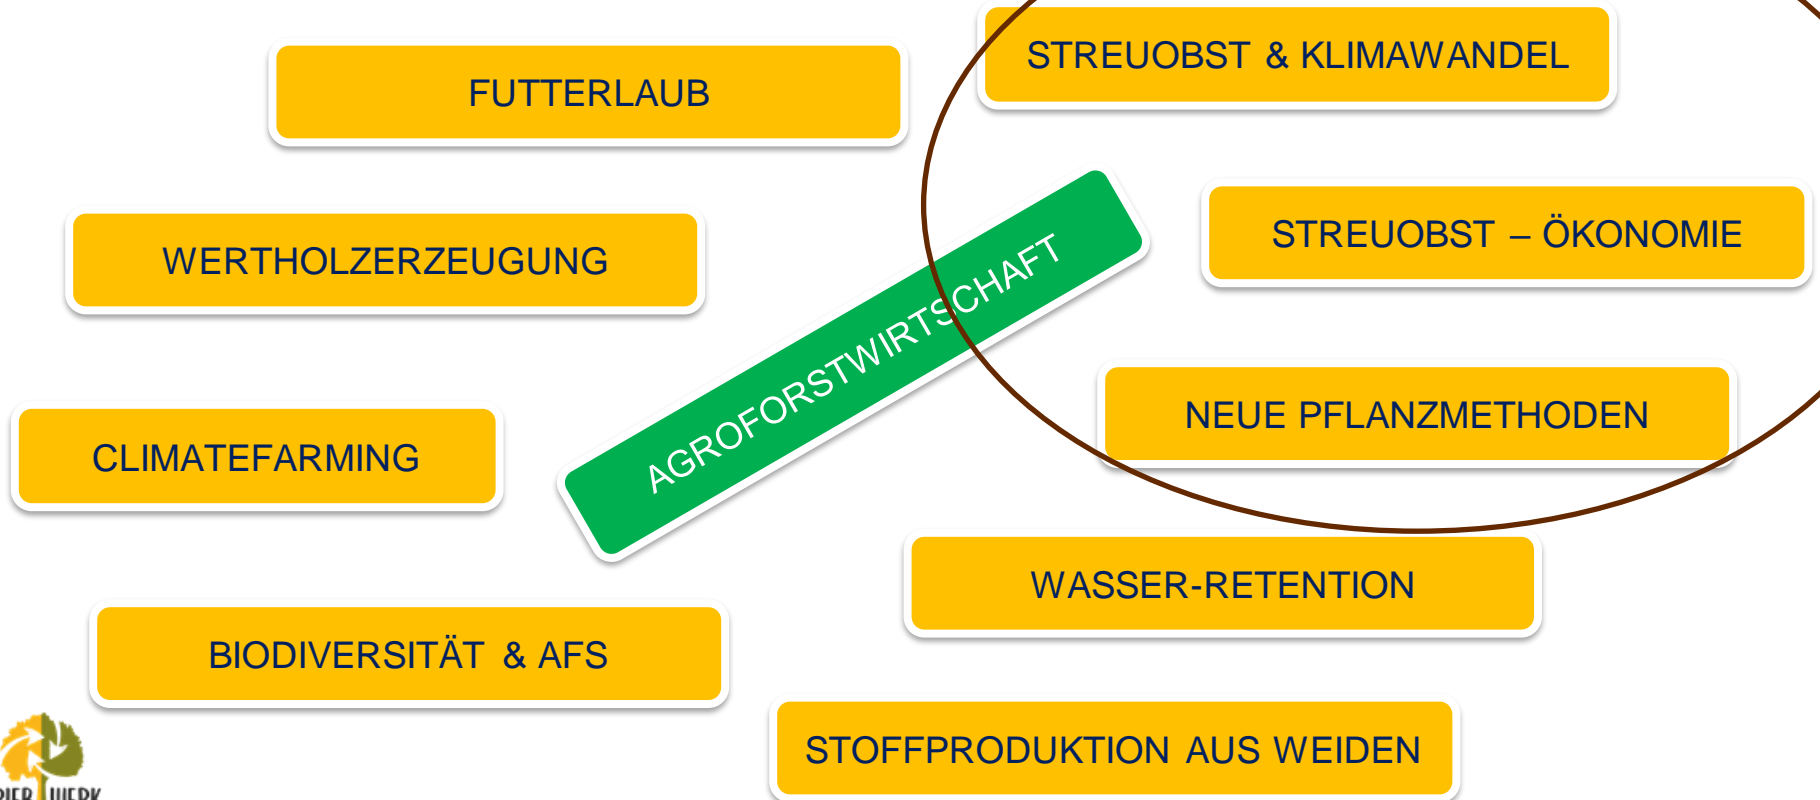 FUTTERLAUB
STREUOBST & KLIMAWANDEL
WERTHOLZERZEUGUNG
STREUOBST – ÖKONOMIE
AGROFORSTWIRTSCHAFT
CLIMATEFARMING
NEUE PFLANZMETHODEN
WASSER-RETENTION
BIODIVERSITÄT & AFS
STOFFPRODUKTION AUS WEIDEN